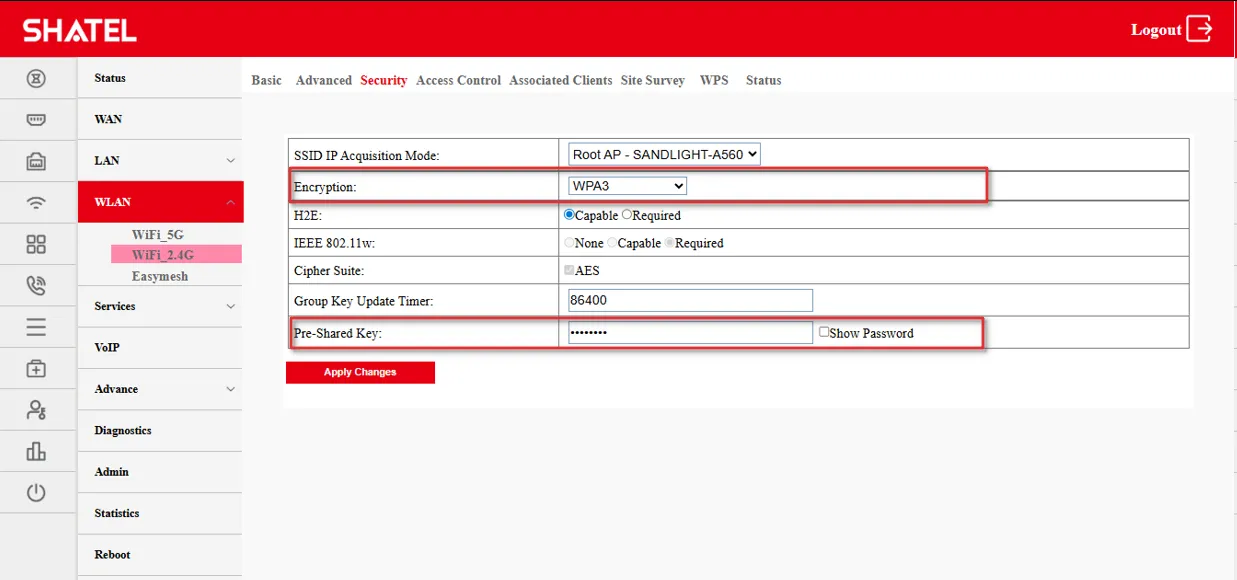 SHATEL
Logout
Status
WAN
LAN
WLAN
WiFi_5G
WiFi_2.4G
Easymesh
Services
VoIP
Advance
Diagnostics
Admin
Statistics
Reboot
Basic Advanced Security Access Control Associated Clients Site Survey WPS Status
SSID IP Acquisition Mode: Root AP - SANDLIGHT-A560
Encryption: WPA3
H2E: Capable Required
IEEE 802.11w: None Capable Required
Cipher Suite: AES
Group Key Update Timer: 86400
Pre-Shared Key: •••••••• Show Password
Apply Changes